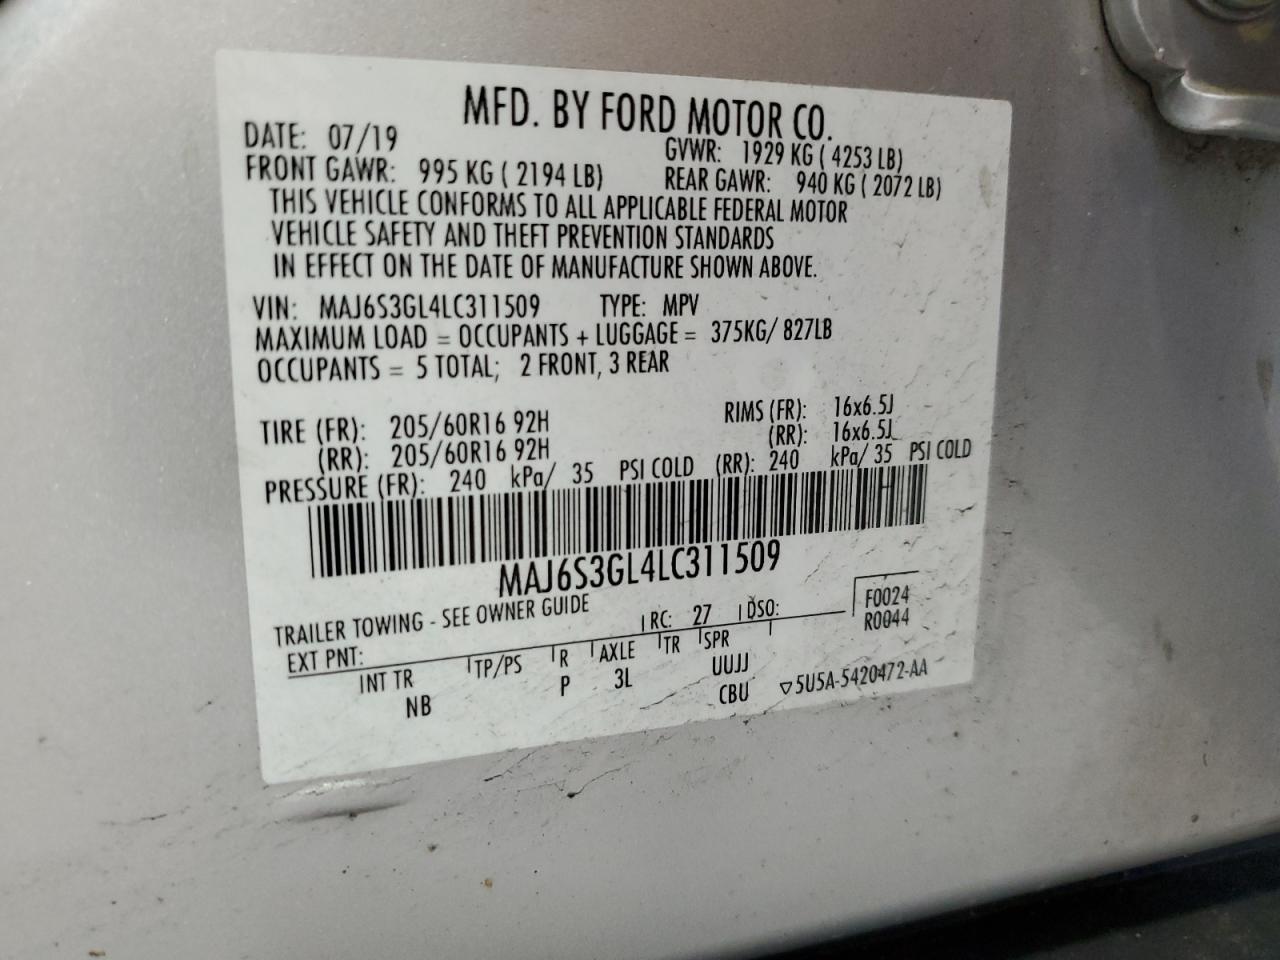 MFD. BY FORD MOTOR CO.
DATE: 07/19 GVWR: 1929 KG ( 4253 LB)
FRONT GAWR: 995 KG ( 2194 LB) REAR GAWR: 940 KG ( 2072 LB)
THIS VEHICLE CONFORMS TO ALL APPLICABLE FEDERAL MOTOR
VEHICLE SAFETY AND THEFT PREVENTION STANDARDS
IN EFFECT ON THE DATE OF MANUFACTURE SHOWN ABOVE.
VIN: MAJ6S3GL4LC311509 TYPE: MPV
MAXIMUM LOAD = OCCUPANTS + LUGGAGE = 375KG/ 827LB
OCCUPANTS = 5 TOTAL; 2 FRONT, 3 REAR
TIRE (FR): 205/60R16 92H RIMS (FR): 16x6.5J
(RR): 205/60R16 92H (RR): 16x6.5J
PRESSURE (FR): 240 kPa/ 35 PSI COLD (RR): 240 kPa/ 35 PSI COLD
H
MAJ6S3GL4LC311509
TRAILER TOWING - SEE OWNER GUIDE
EXT PNT: RC: 27 DSO: F0024
R0044
INT TR TP/PS R AXLE TR SPR
NB P 3L UUJJ
CBU ▽5U5A-5420472-AA